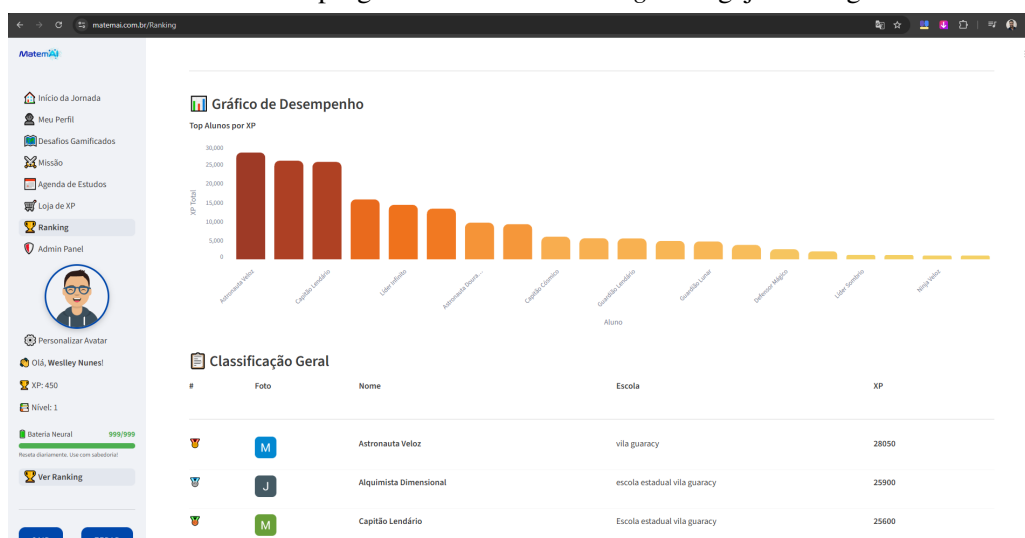 matemai.com.br/Ranking
MatemAI
Início da Jornada
Meu Perfil
Desafios Gamificados
Missão
Agenda de Estudos
Loja de XP
Ranking
Admin Panel
Personalizar Avatar
Olá, Weslley Nunes!
XP: 450
Nível: 1
Bateria Neural 999/999
Reseta diariamente. Use com sabedoria!
Ver Ranking
Gráfico de Desempenho
Top Alunos por XP
30,000
25,000
20,000
15,000
10,000
5,000
0
XP Total
Astronauta Veloz
Capitão Lendário
Líder Infinito
Astronauta Doura...
Capitão Cósmico
Guardião Lendário
Guardião Lunar
Defensor Mágico
Líder Sombrio
Ninja Veloz
Aluno
Classificação Geral
# Foto Nome Escola XP
M Astronauta Veloz vila guaracy 28050
J Alquimista Dimensional escola estadual vila guaracy 25900
M Capitão Lendário Escola estadual vila guaracy 25600